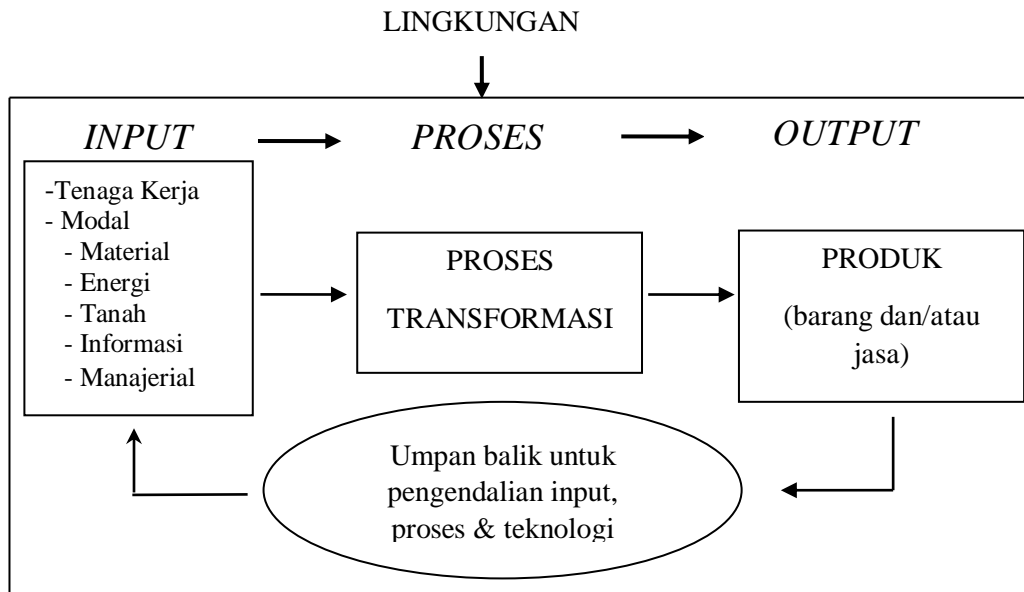 LINGKUNGAN
INPUT
PROSES
OUTPUT
-Tenaga Kerja
- Modal
- Material
- Energi
- Tanah
- Informasi
- Manajerial
PROSES
TRANSFORMASI
PRODUK
(barang dan/atau
jasa)
Umpan balik untuk
pengendalian input,
proses & teknologi